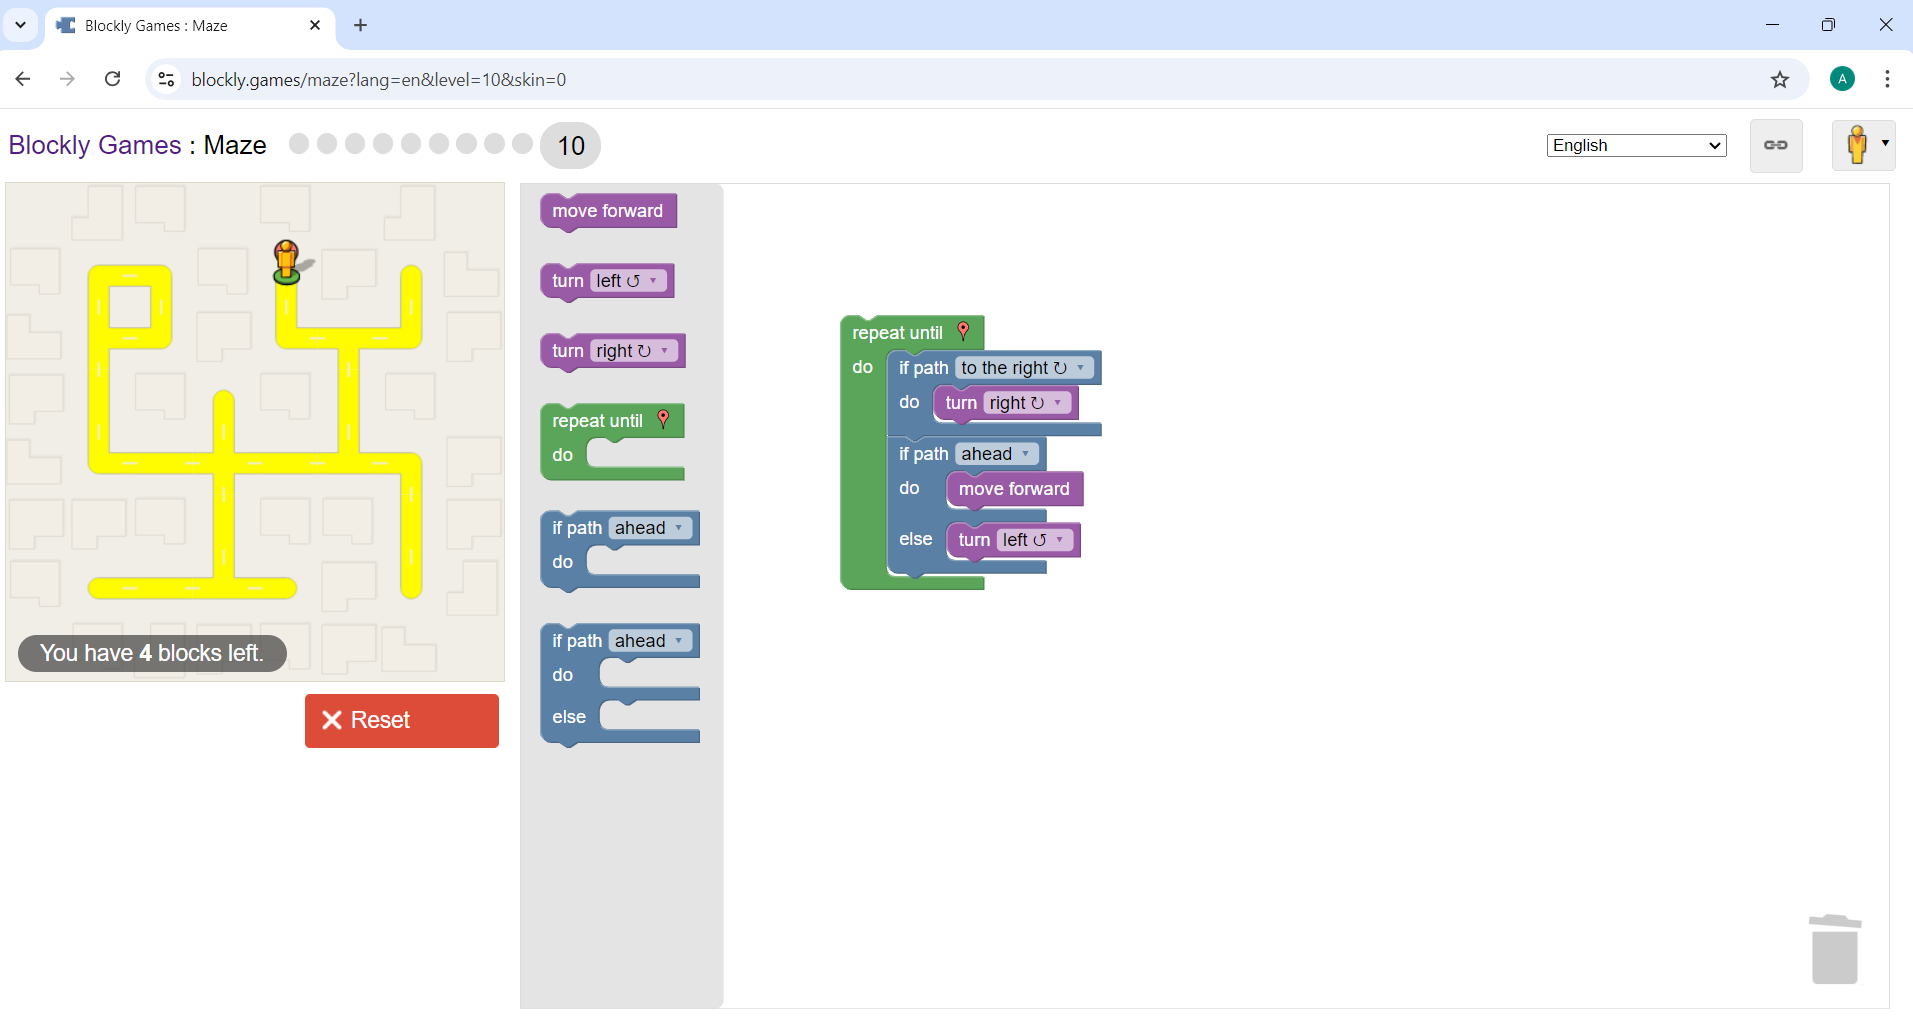 Blockly Games : Maze
blockly.games/maze?lang=en&level=10&skin=0
A
Blockly Games : Maze
10
English
move forward
turn left ↺
turn right ↻
repeat until
do
if path ahead
do
if path ahead
do
else
repeat until
do
if path to the right ↻
do turn right ↻
if path ahead
do move forward
else turn left ↺
You have 4 blocks left.
Reset